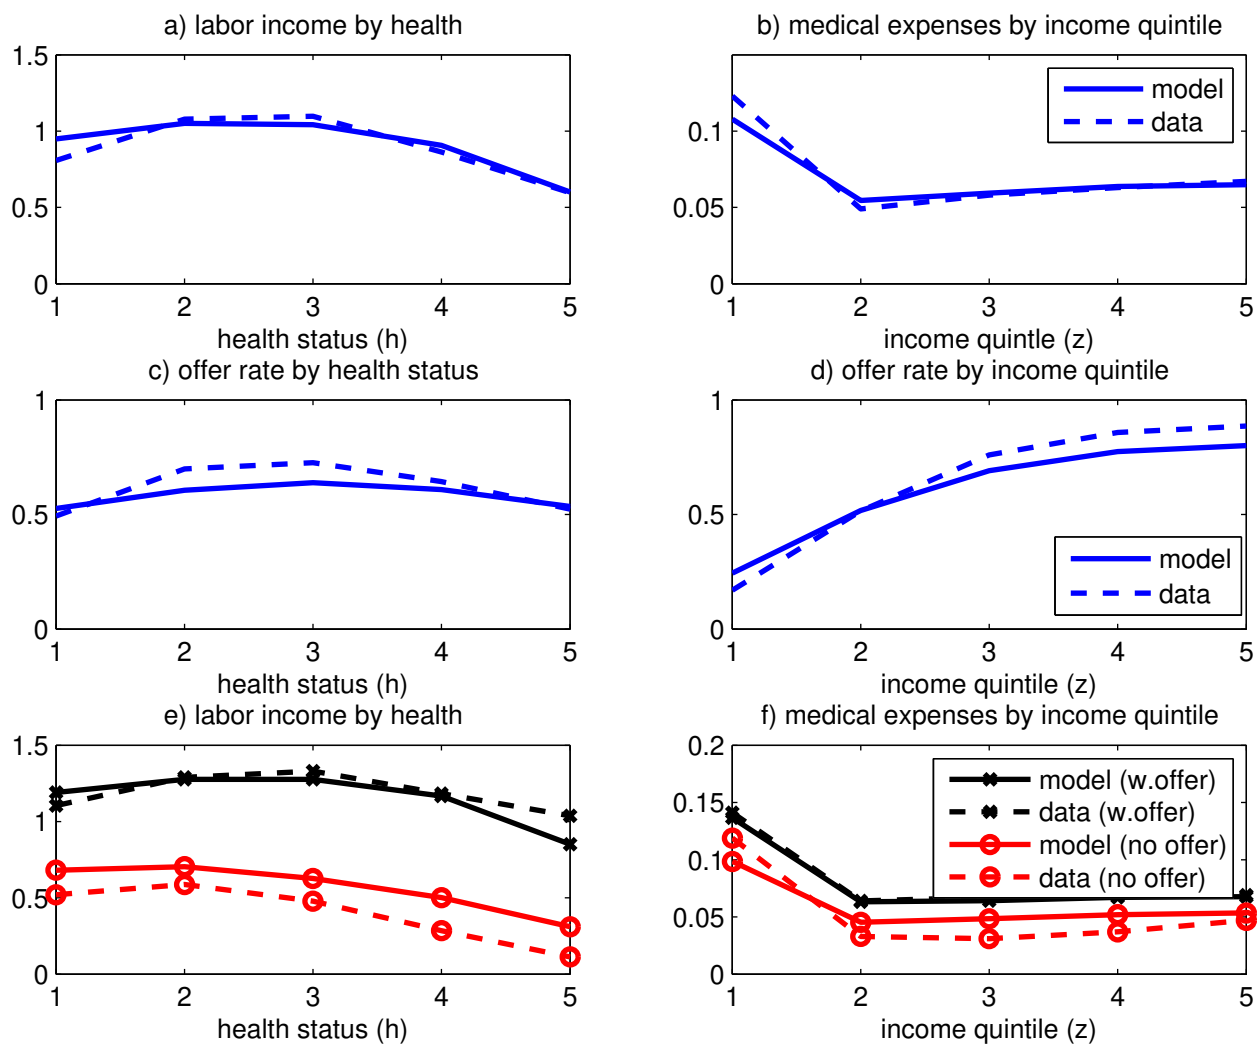 a) labor income by health
1.5
1
0.5
0
1 2 3 4 5
health status (h)
b) medical expenses by income quintile
model
data
0.1
0.05
0
1 2 3 4 5
income quintile (z)
c) offer rate by health status
1
0.5
0
1 2 3 4 5
health status (h)
d) offer rate by income quintile
1
0.5
0
model
data
1 2 3 4 5
income quintile (z)
e) labor income by health
1.5
1
0.5
0
1 2 3 4 5
health status (h)
f) medical expenses by income quintile
0.2
0.15
0.1
0.05
0
model (w.offer)
data (w.offer)
model (no offer)
data (no offer)
1 2 3 4 5
income quintile (z)